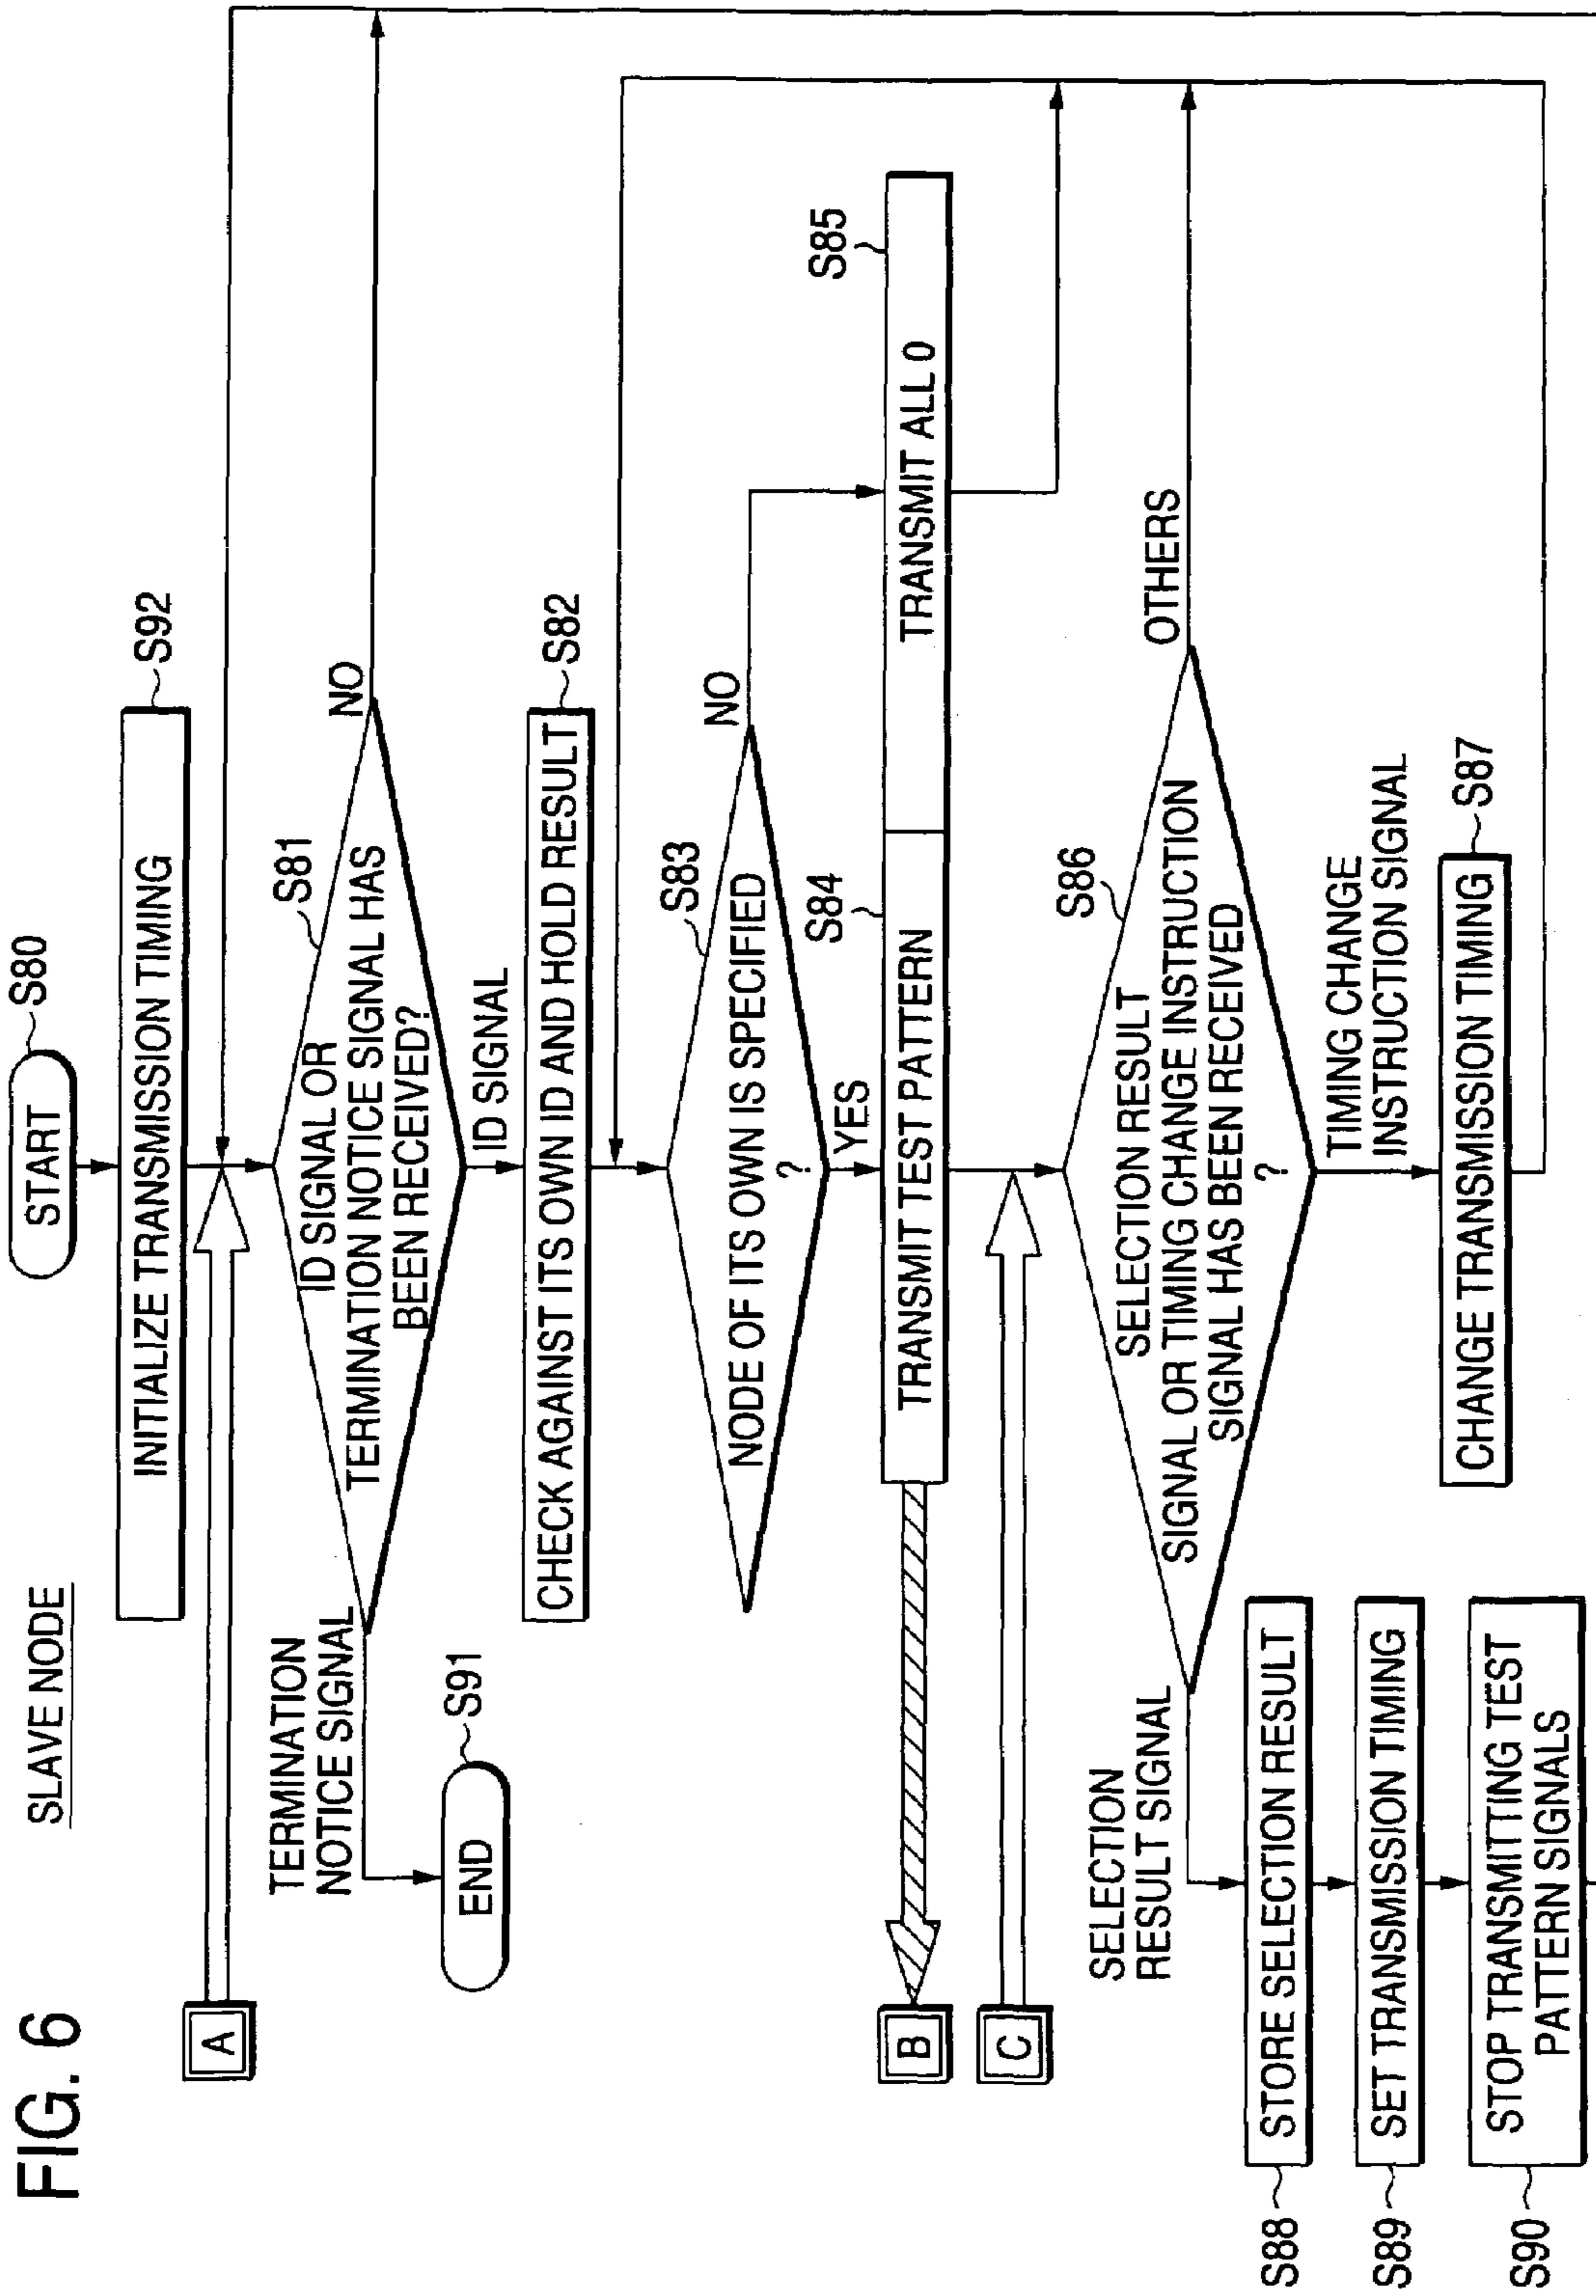 FIG. 6
SLAVE NODE
START
S80
INITIALIZE TRANSMISSION TIMING
S92
A
ID SIGNAL OR
TERMINATION NOTICE SIGNAL HAS
BEEN RECEIVED?
S81
NO
TERMINATION
NOTICE SIGNAL
END
S91
ID SIGNAL
CHECK AGAINST ITS OWN ID AND HOLD RESULT
S82
NODE OF ITS OWN IS SPECIFIED
?
S83
NO
YES
B
TRANSMIT TEST PATTERN
S84
TRANSMIT ALL 0
S85
C
SELECTION RESULT
SIGNAL OR TIMING CHANGE INSTRUCTION
SIGNAL HAS BEEN RECEIVED
?
S86
OTHERS
SELECTION
RESULT SIGNAL
TIMING CHANGE
INSTRUCTION SIGNAL
S88
STORE SELECTION RESULT
S89
SET TRANSMISSION TIMING
CHANGE TRANSMISSION TIMING
S87
S90
STOP TRANSMITTING TEST
PATTERN SIGNALS